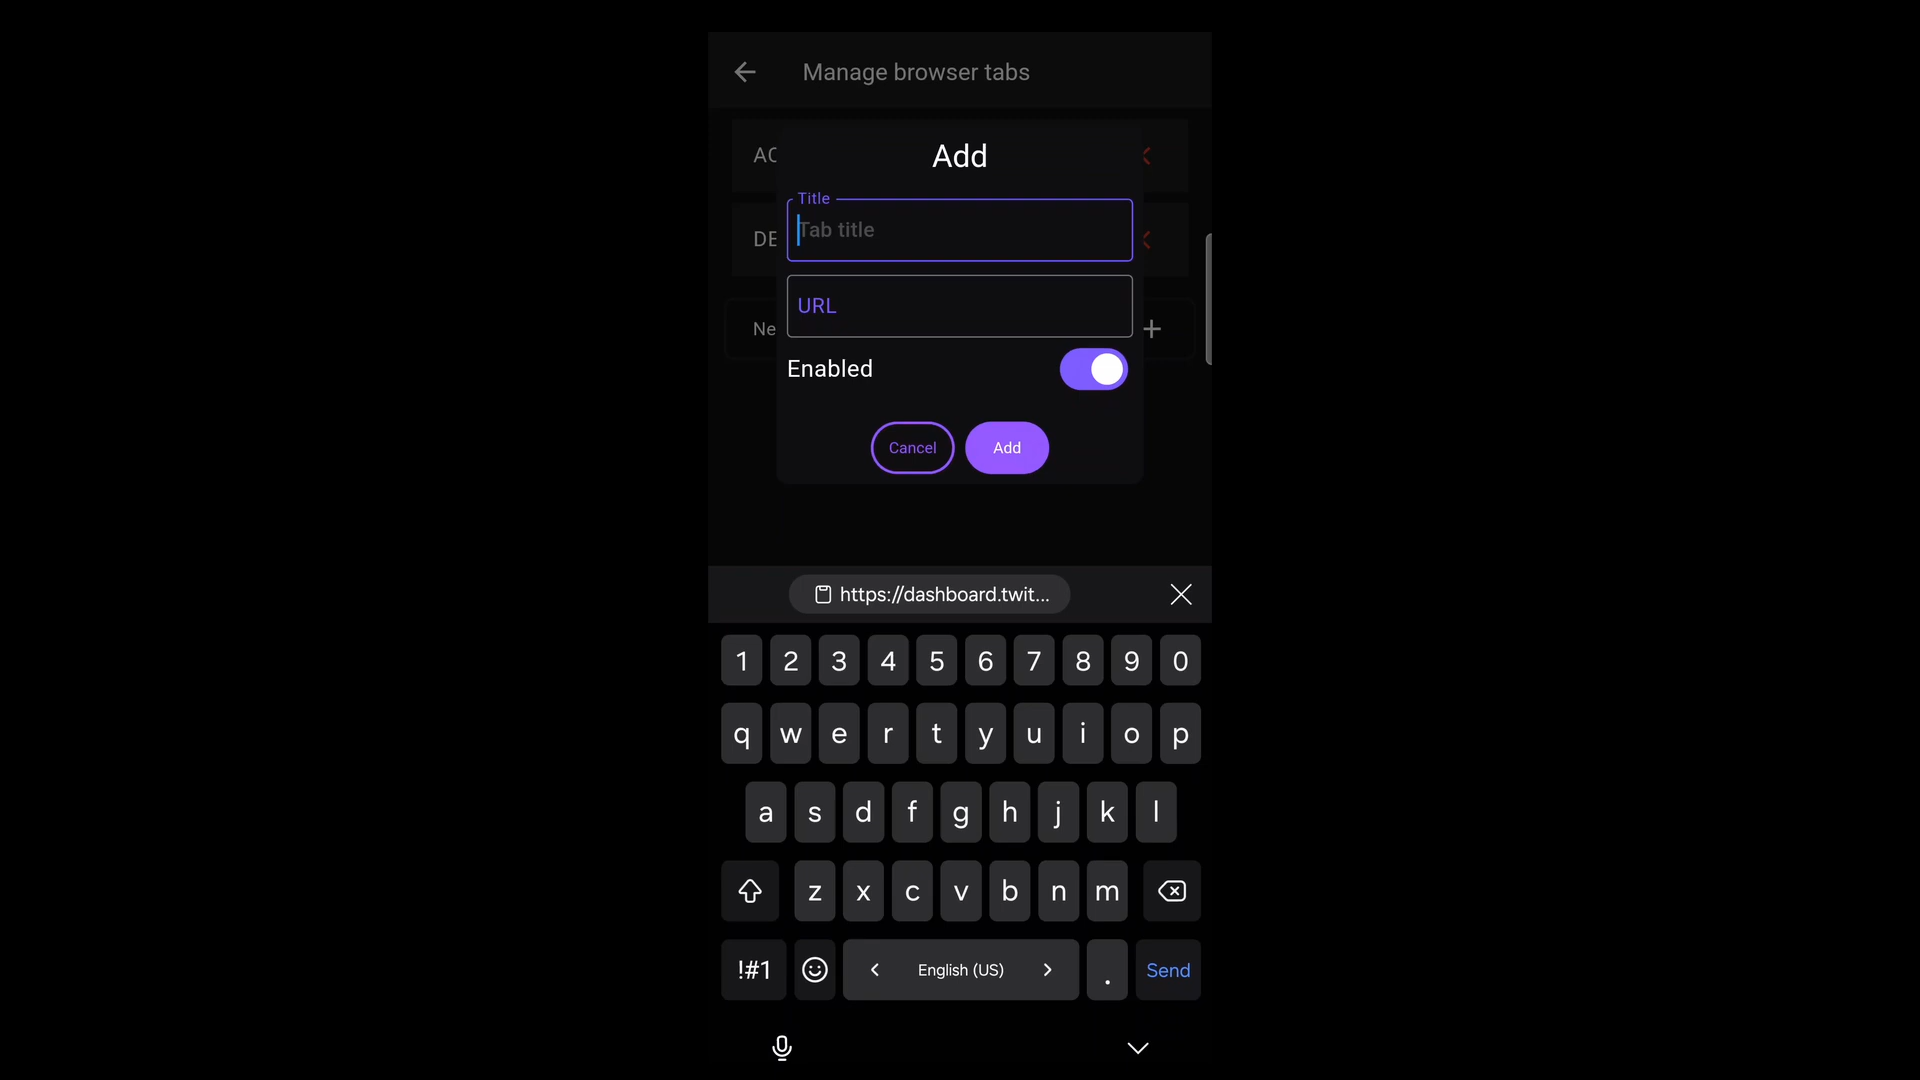 Manage browser tabs
AC
Add
Title
Tab title
DE
URL
Ne
Enabled
Cancel
Add
https://dashboard.twit...
1 2 3 4 5 6 7 8 9 0
q w e r t y u i o p
a s d f g h j k l
z x c v b n m
!#1
English (US)
.
Send